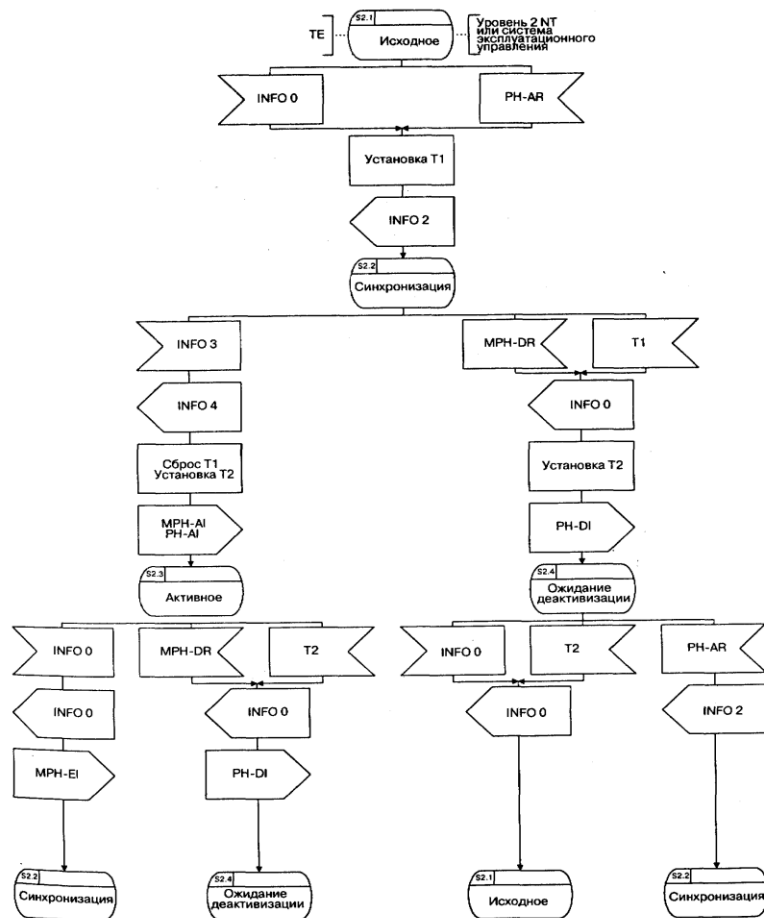 S2.1
TE
Исходное
Уровень 2 NT
или система
эксплуатационного
управления
INFO 0
PH-AR
Установка Т1
INFO 2
S2.2
Синхронизация
INFO 3
MPH-DR
T1
INFO 4
INFO 0
Сброс Т1
Установка Т2
Установка Т2
MPH-AI
PH-AI
PH-DI
S2.3
Активное
S2.4
Ожидание
деактивизации
INFO 0
MPH-DR
T2
INFO 0
T2
PH-AR
INFO 0
INFO 0
INFO 0
INFO 2
MPH-EI
PH-DI
S2.2
Синхронизация
S2.4
Ожидание
деактивизации
S2.1
Исходное
S2.2
Синхронизация